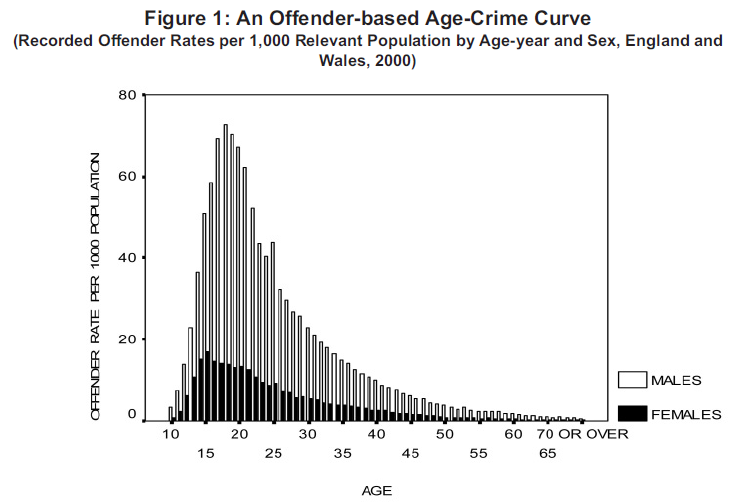 Figure 1: An Offender-based Age-Crime Curve
(Recorded Offender Rates per 1,000 Relevant Population by Age-year and Sex, England and
Wales, 2000)
OFFENDER RATE PER 1000 POPULATION
80
60
40
20
0
10 20 30 40 50 60 70 OR OVER
15 25 35 45 55 65
AGE
MALES
FEMALES